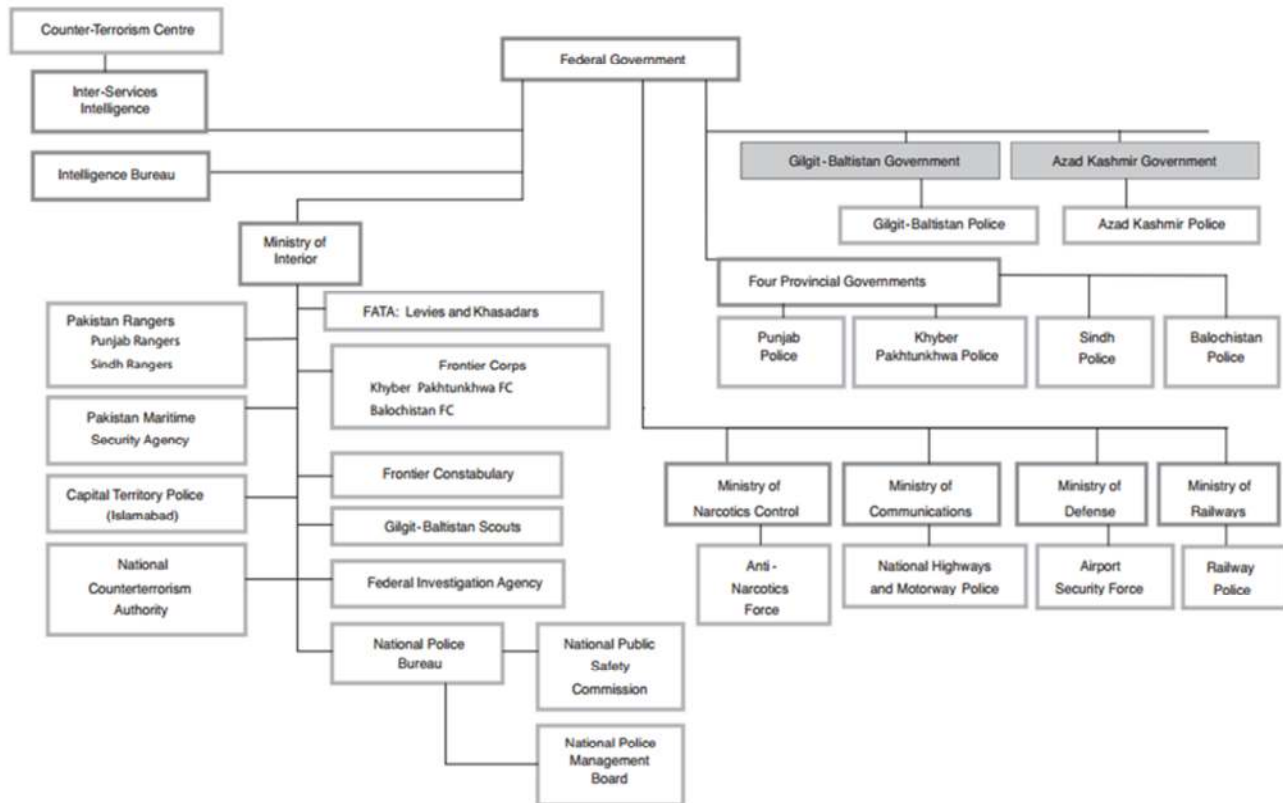 Counter-Terrorism Centre
Federal Government
Inter-Services
Intelligence
Intelligence Bureau
Gilgit-Baltistan Government
Azad Kashmir Government
Gilgit-Baltistan Police
Azad Kashmir Police
Ministry of
Interior
Four Provincial Governments
Punjab
Police
Khyber
Pakhtunkhwa Police
Sindh
Police
Balochistan
Police
Pakistan Rangers
Punjab Rangers
Sindh Rangers
FATA: Levies and Khasadars
Frontier Corps
Khyber Pakhtunkhwa FC
Balochistan FC
Pakistan Maritime
Security Agency
Frontier Constabulary
Capital Territory Police
(Islamabad)
Gilgit-Baltistan Scouts
National
Counterterrorism
Authority
Federal Investigation Agency
National Police
Bureau
National Public
Safety
Commission
National Police
Management
Board
Ministry of
Narcotics Control
Ministry of
Communications
Ministry of
Defense
Ministry of
Railways
Anti-
Narcotics
Force
National Highways
and Motorway Police
Airport
Security Force
Railway
Police